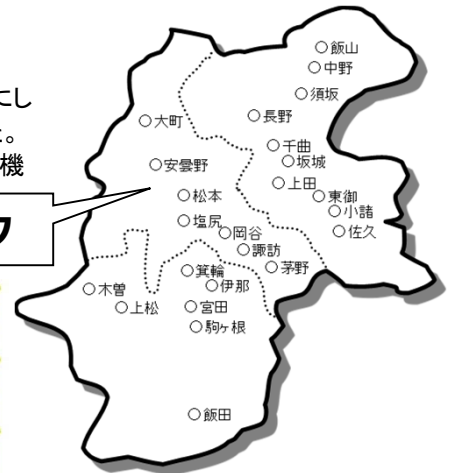 にし
。
機
飯山
中野
須坂
大町
長野
千曲
坂城
安曇野
上田
松本
東御
小諸
塩尻
岡谷
佐久
諏訪
茅野
箕輪
伊那
木曽
上松
宮田
駒ヶ根
飯田